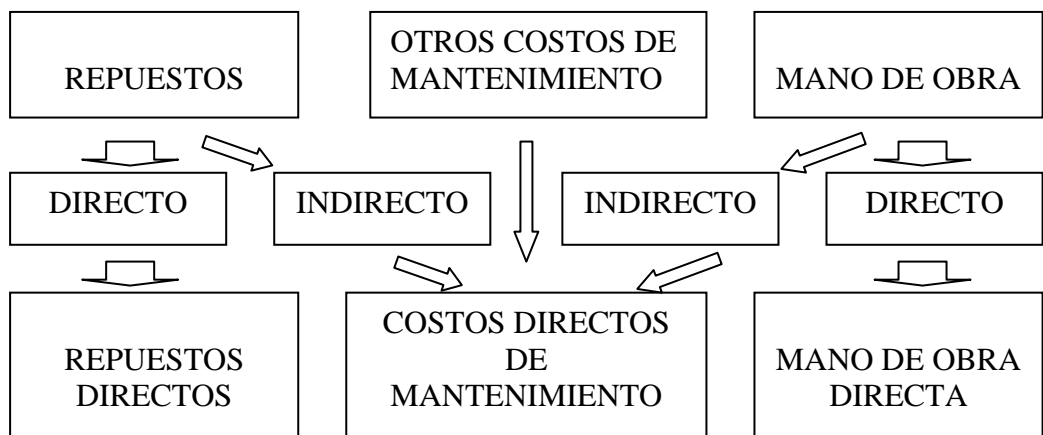 REPUESTOS
OTROS COSTOS DE
MANTENIMIENTO
MANO DE OBRA
DIRECTO
INDIRECTO
INDIRECTO
DIRECTO
REPUESTOS
DIRECTOS
COSTOS DIRECTOS
DE
MANTENIMIENTO
MANO DE OBRA
DIRECTA